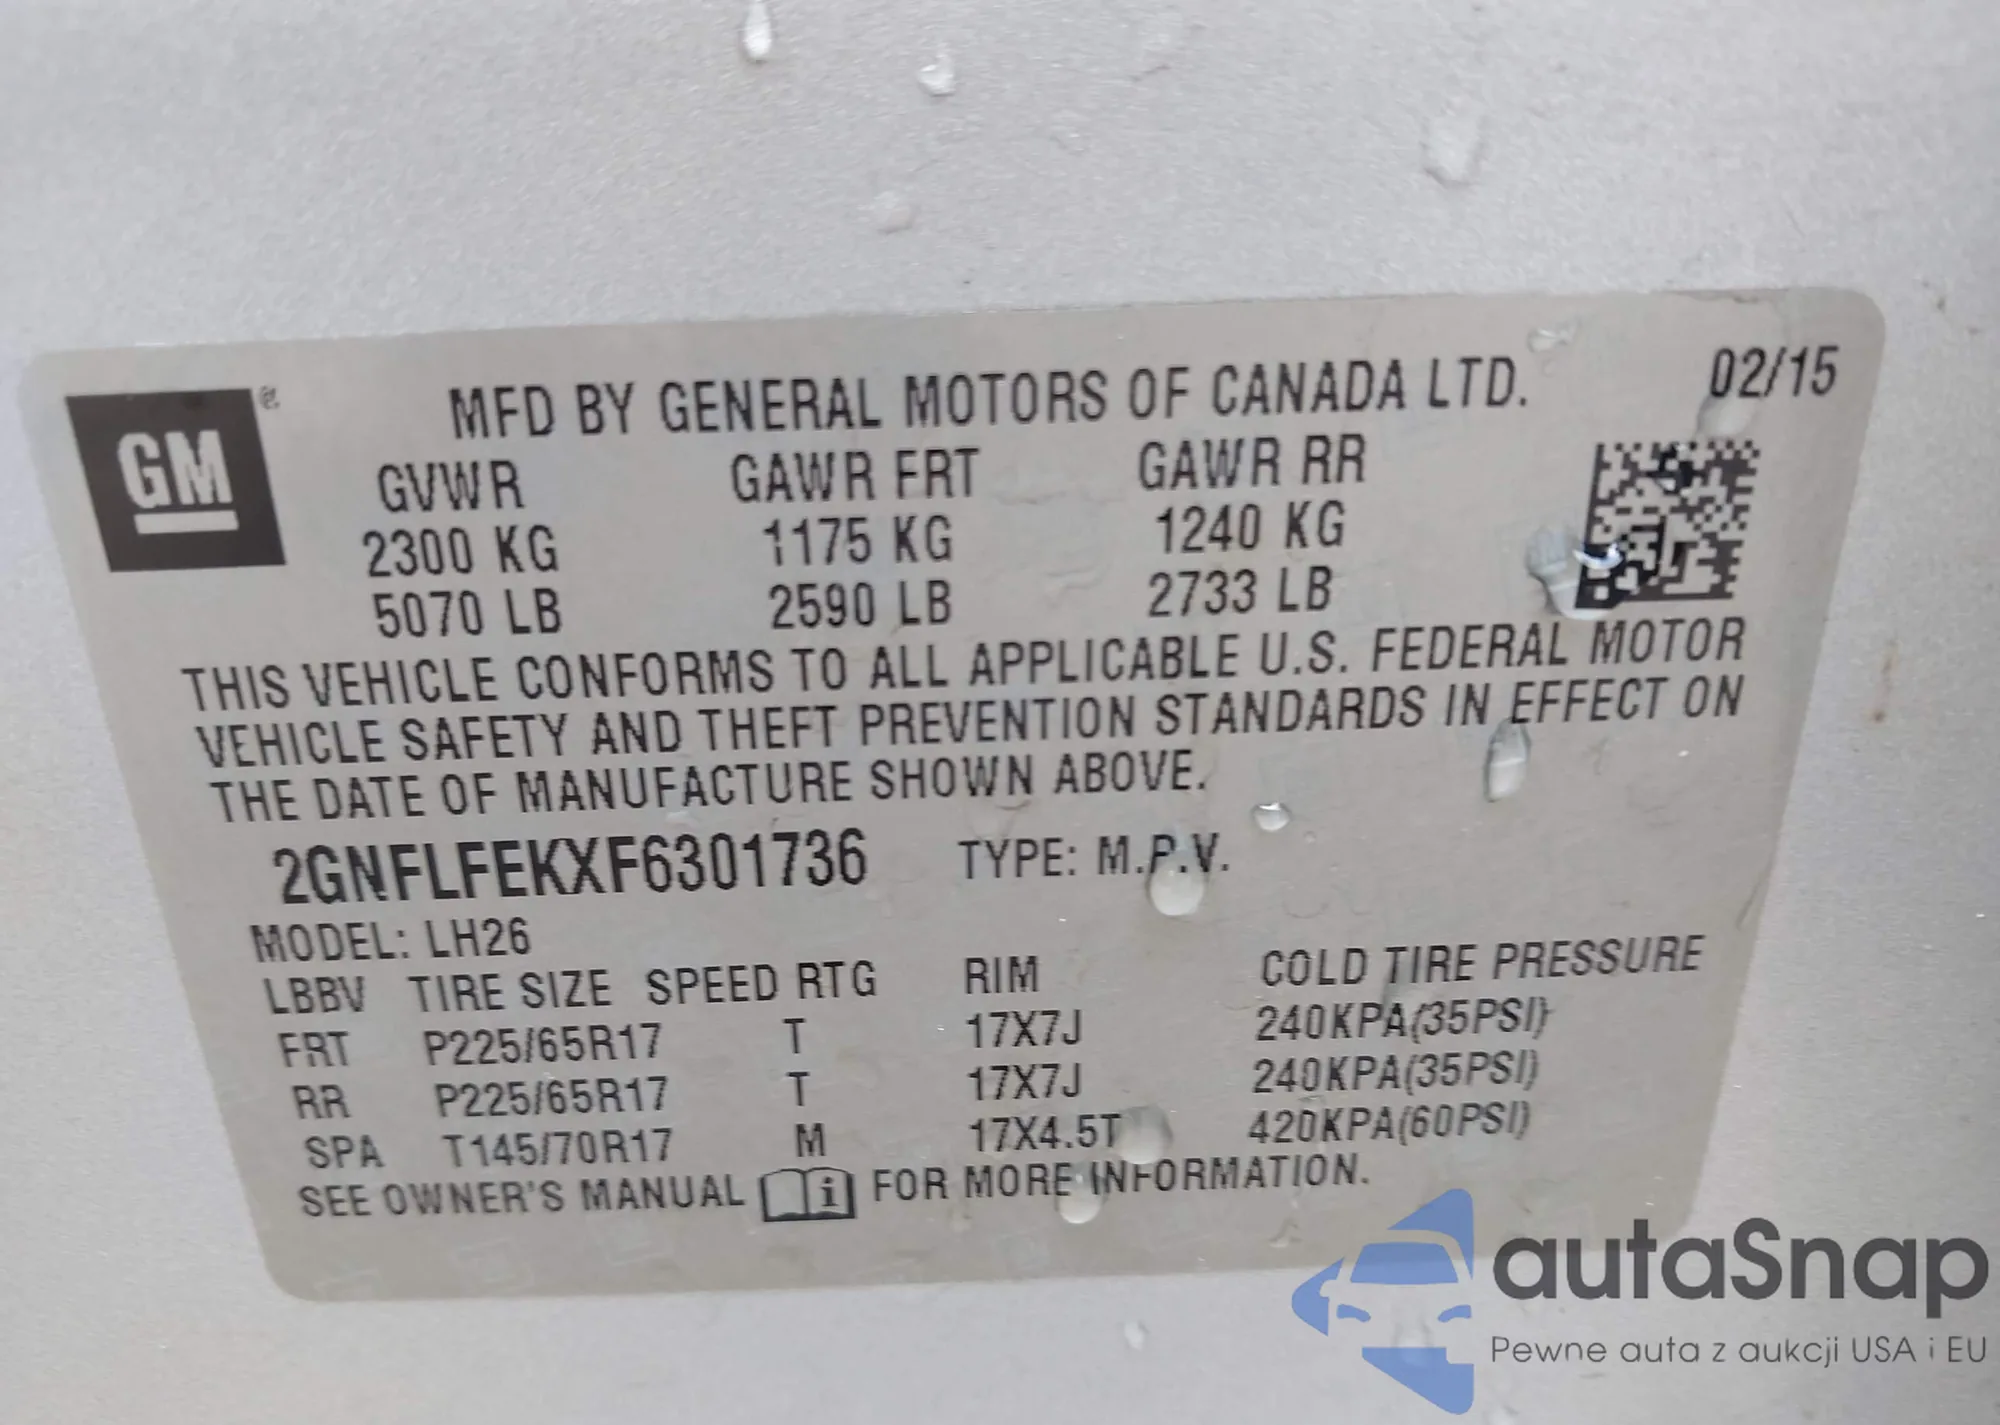 GM ®
MFD BY GENERAL MOTORS OF CANADA LTD. 02/15
GVWR GAWR FRT GAWR RR
2300 KG 1175 KG 1240 KG
5070 LB 2590 LB 2733 LB
THIS VEHICLE CONFORMS TO ALL APPLICABLE U.S. FEDERAL MOTOR
VEHICLE SAFETY AND THEFT PREVENTION STANDARDS IN EFFECT ON
THE DATE OF MANUFACTURE SHOWN ABOVE.
2GNFLFEKXF6301736 TYPE: M.P.V.
MODEL: LH26
LBBV TIRE SIZE SPEED RTG RIM COLD TIRE PRESSURE
FRT P225/65R17 T 17X7J 240KPA(35PSI)
RR P225/65R17 T 17X7J 240KPA(35PSI)
SPA T145/70R17 M 17X4.5T 420KPA(60PSI)
SEE OWNER'S MANUAL i FOR MORE INFORMATION.
autaSnap
Pewne auta z aukcji USA i EU